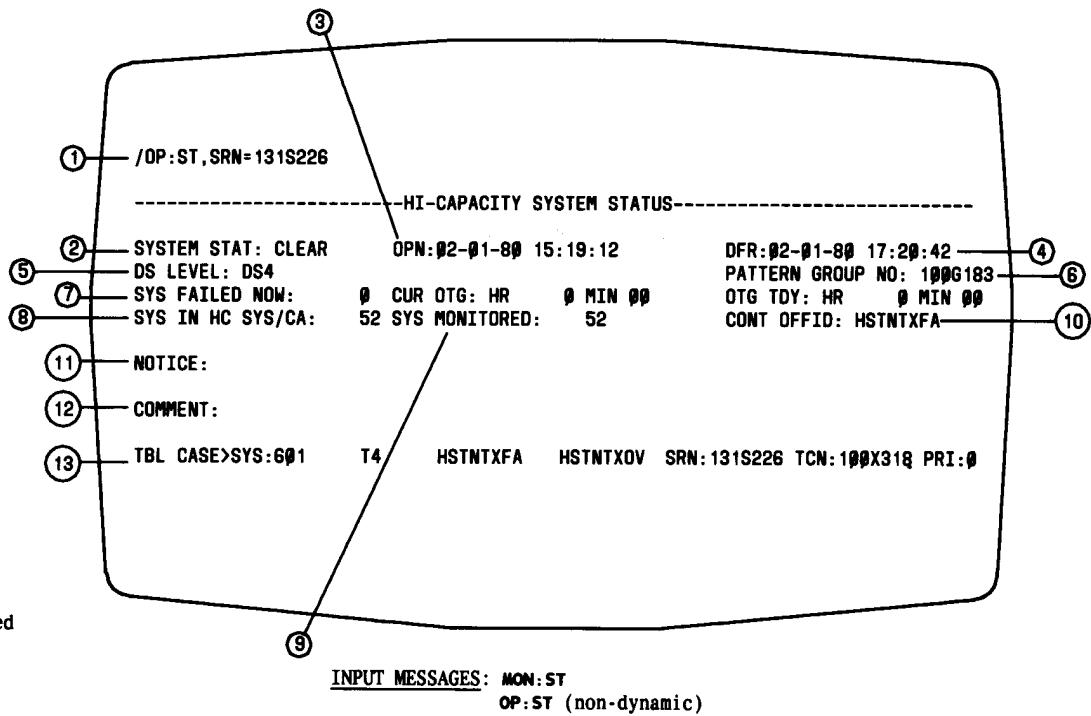 ③
① /OP:ST,SRN=131S226
-------------------------HI-CAPACITY SYSTEM STATUS----------------------------
② SYSTEM STAT: CLEAR OPN:02-01-80 15:19:12 DFR:02-01-80 17:20:42 ④
⑤ DS LEVEL: DS4 PATTERN GROUP NO: 100G183 ⑥
⑦ SYS FAILED NOW: 0 CUR OTG: HR 0 MIN 00 OTG TDY: HR 0 MIN 00
⑧ SYS IN HC SYS/CA: 52 SYS MONITORED: 52 CONT OFFID: HSTNTXFA ⑩
⑪ NOTICE:
⑫ COMMENT:
⑬ TBL CASE>SYS:601 T4 HSTNTXFA HSTNTXOV SRN:131S226 TCN:100X318 PRI:0
ed
⑨
INPUT MESSAGES: MON:ST
OP:ST (non-dynamic)